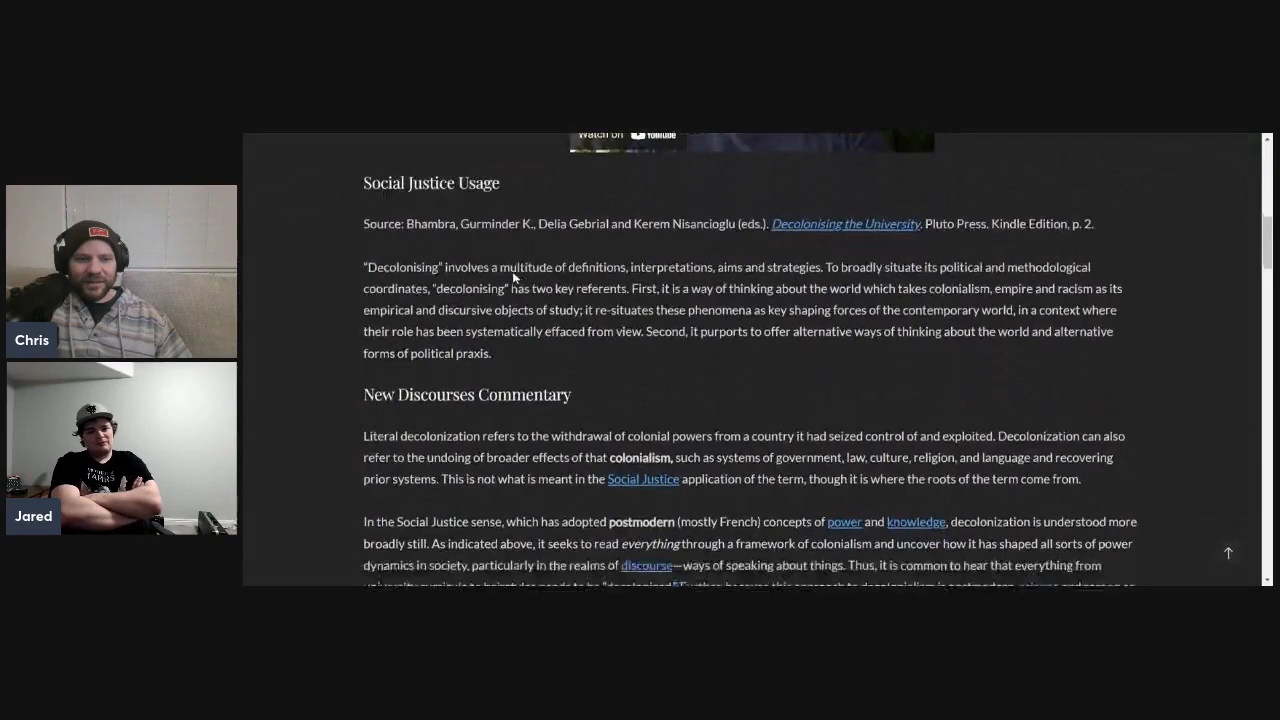 Watch on YouTube
Social Justice Usage
Source: Bhambra, Gurminder K., Delia Gebrial and Kerem Nisancioglu (eds.). Decolonising the University. Pluto Press. Kindle Edition, p. 2.
“Decolonising” involves a multitude of definitions, interpretations, aims and strategies. To broadly situate its political and methodological
coordinates, “decolonising” has two key referents. First, it is a way of thinking about the world which takes colonialism, empire and racism as its
empirical and discursive objects of study; it re-situates these phenomena as key shaping forces of the contemporary world, in a context where
their role has been systematically effaced from view. Second, it purports to offer alternative ways of thinking about the world and alternative
forms of political praxis.
New Discourses Commentary
Literal decolonization refers to the withdrawal of colonial powers from a country it had seized control of and exploited. Decolonization can also
refer to the undoing of broader effects of that colonialism, such as systems of government, law, culture, religion, and language and recovering
prior systems. This is not what is meant in the Social Justice application of the term, though it is where the roots of the term come from.
In the Social Justice sense, which has adopted postmodern (mostly French) concepts of power and knowledge, decolonization is understood more
broadly still. As indicated above, it seeks to read everything through a framework of colonialism and uncover how it has shaped all sorts of power
dynamics in society, particularly in the realms of discourse—ways of speaking about things. Thus, it is common to hear that everything from
Chris
Jared
TAPIRS